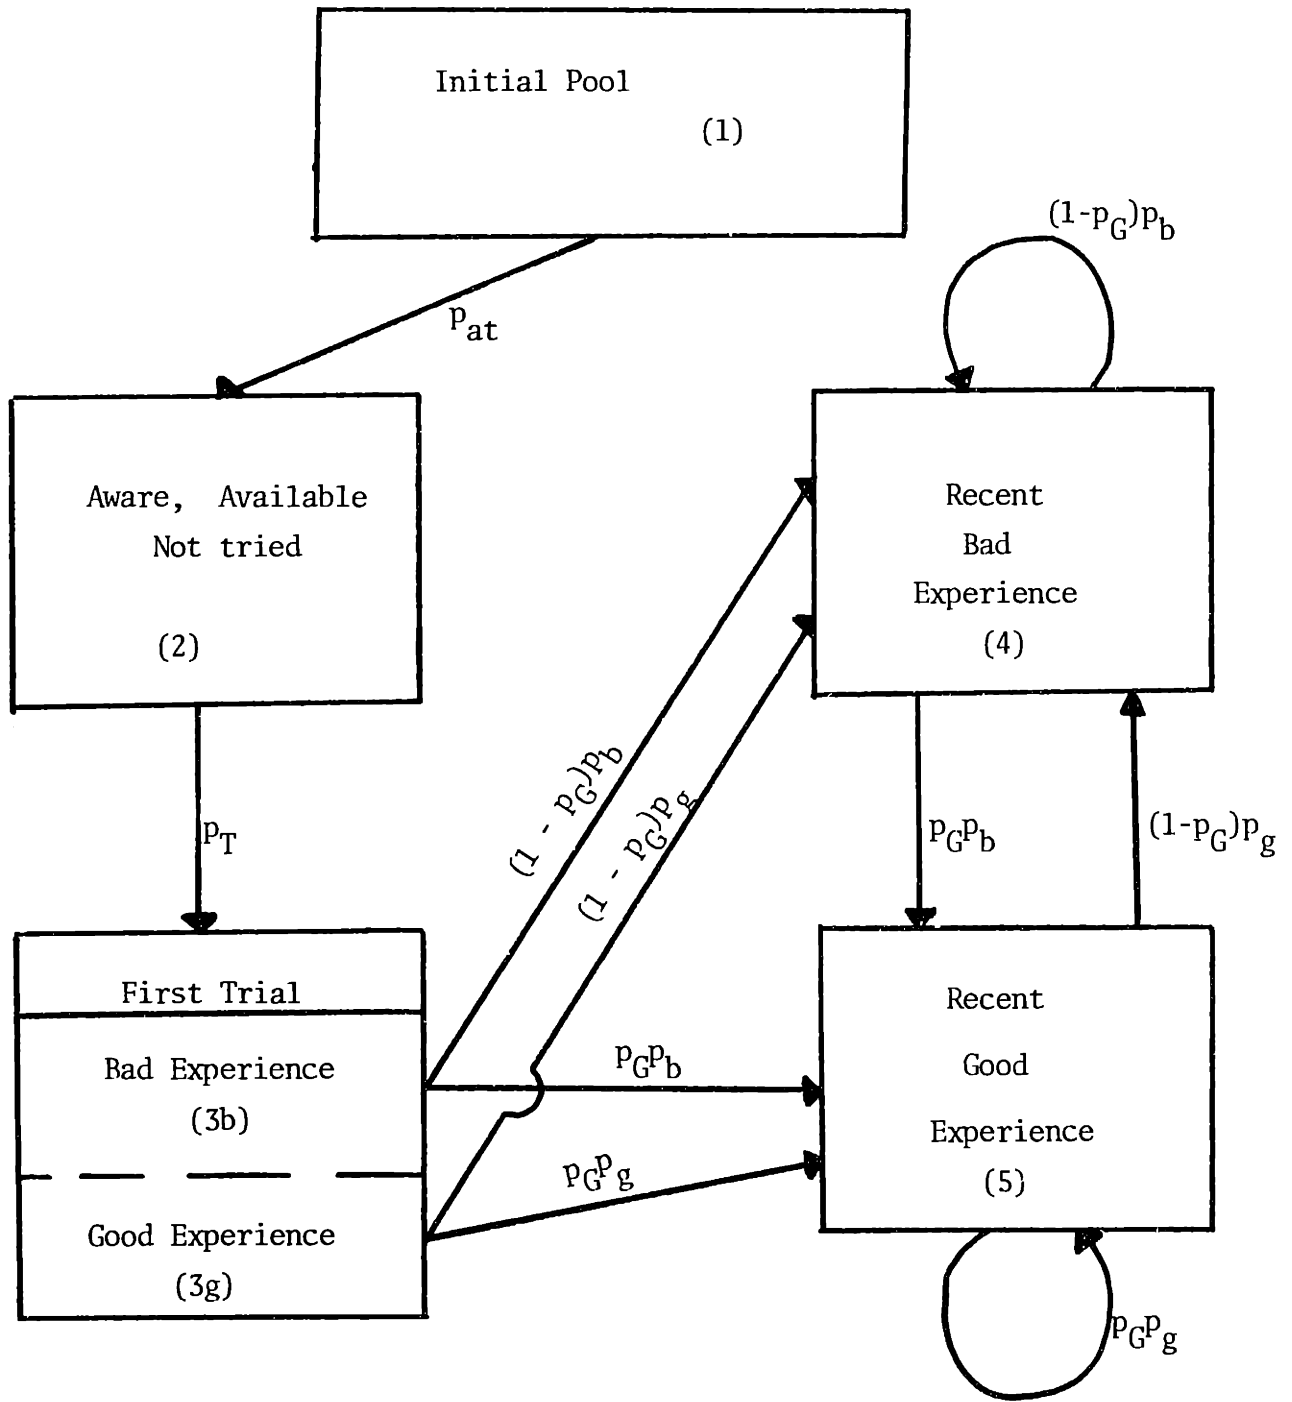 Initial Pool
(1)
(1-pG)pb
pat
Aware, Available
Not tried
(2)
Recent
Bad
Experience
(4)
(1 - pG)pb
(1 - pG)pg
pT
pGpb
(1-pG)pg
First Trial
Bad Experience
(3b)
Good Experience
(3g)
pGpb
pGpg
Recent
Good
Experience
(5)
pGpg